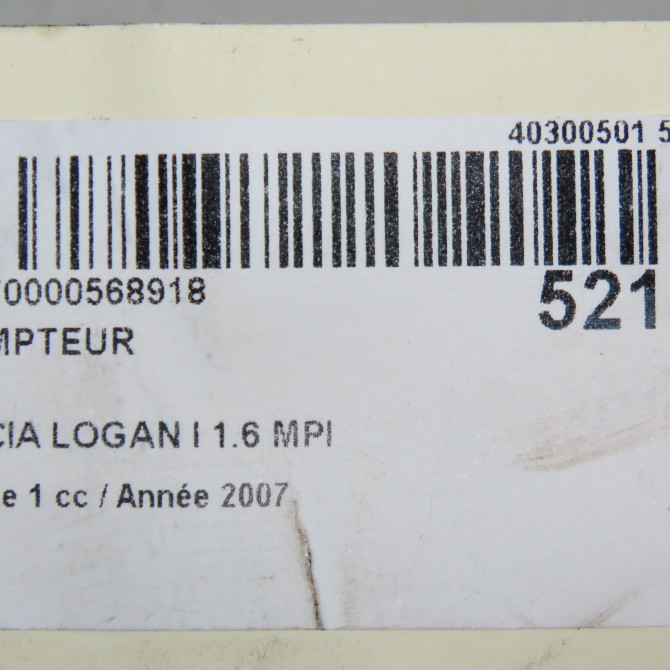 40300501 5
0000568918
521
MPTEUR
CIA LOGAN I 1.6 MPI
e 1 cc / Année 2007